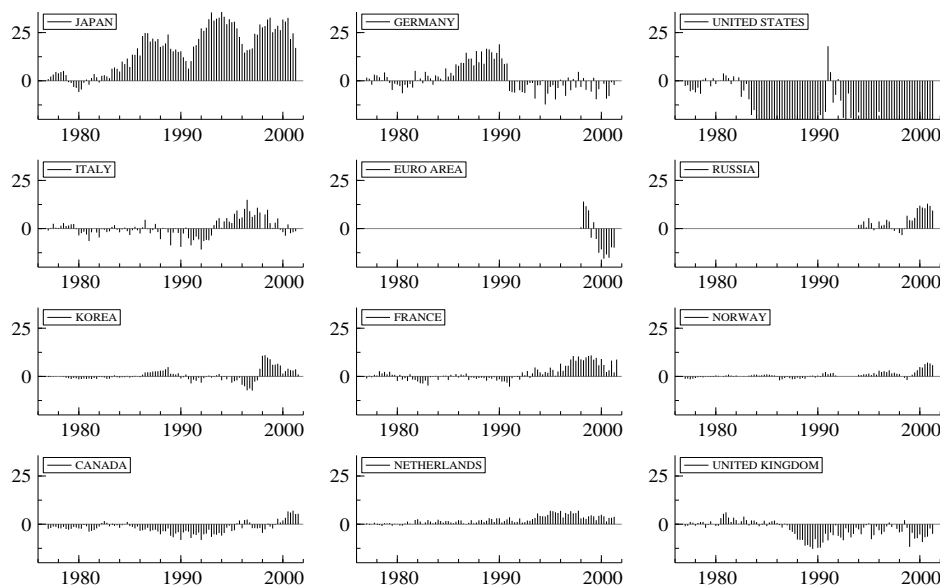 JAPAN GERMANY UNITED STATES
25 25 25
0 0 0
1980 1990 2000 1980 1990 2000 1980 1990 2000
ITALY EURO AREA RUSSIA
25 25 25
0 0 0
1980 1990 2000 1980 1990 2000 1980 1990 2000
KOREA FRANCE NORWAY
25 25 25
0 0 0
1980 1990 2000 1980 1990 2000 1980 1990 2000
CANADA NETHERLANDS UNITED KINGDOM
25 25 25
0 0 0
1980 1990 2000 1980 1990 2000 1980 1990 2000